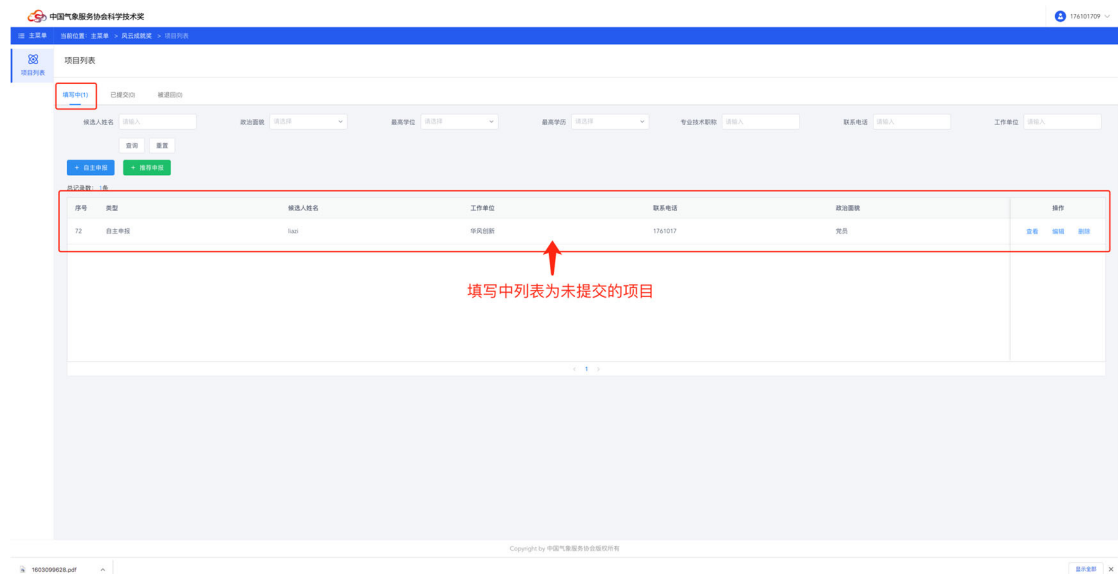 中国气象服务协会科学技术奖
176101709
主菜单 当前位置: 主菜单 > 风云成就奖 > 项目列表
项目列表
项目列表
填写中(1) 已提交(0) 被退回(0)
候选人姓名 请输入 政治面貌 请选择 最高学位 请选择 最高学历 请选择 专业技术职称 请输入 联系电话 请输入 工作单位 请输入
查询 重置
+ 自主申报 + 推荐申报
总记录数: 1条
序号 类型 候选人姓名 工作单位 联系电话 政治面貌 操作
72 自主申报 liuzi 华风创新 1761017 党员 查看 编辑 删除
填写中列表为未提交的项目
< 1 >
Copyright by 中国气象服务协会版权所有
1603099628.pdf 显示全部